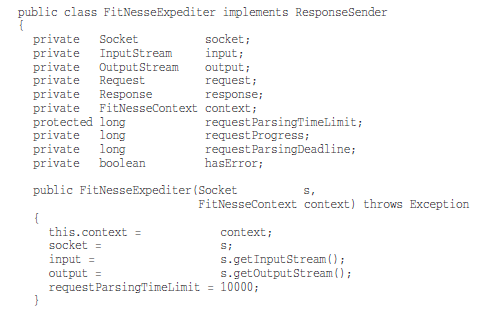 public class FitNesseExpediter implements ResponseSender
{
  private   Socket         socket;
  private   InputStream    input;
  private   OutputStream   output;
  private   Request        request;
  private   Response       response;
  private   FitNesseContext context;
  protected long           requestParsingTimeLimit;
  private   long           requestProgress;
  private   long           requestParsingDeadline;
  private   boolean        hasError;

  public FitNesseExpediter(Socket          s,
                           FitNesseContext context) throws Exception
  {
    this.context =            context;
    socket =                  s;
    input =                   s.getInputStream();
    output =                  s.getOutputStream();
    requestParsingTimeLimit = 10000;
  }